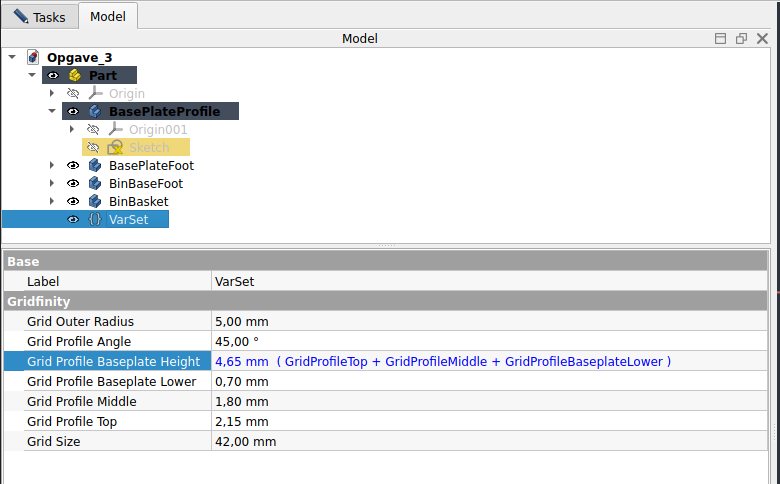 Tasks Model
Model
Opgave_3
Part
Origin
BasePlateProfile
Origin001
Sketch
BasePlateFoot
BinBaseFoot
BinBasket
VarSet
Base
Label VarSet
Gridfinity
Grid Outer Radius 5,00 mm
Grid Profile Angle 45,00 °
Grid Profile Baseplate Height 4,65 mm ( GridProfileTop + GridProfileMiddle + GridProfileBaseplateLower )
Grid Profile Baseplate Lower 0,70 mm
Grid Profile Middle 1,80 mm
Grid Profile Top 2,15 mm
Grid Size 42,00 mm